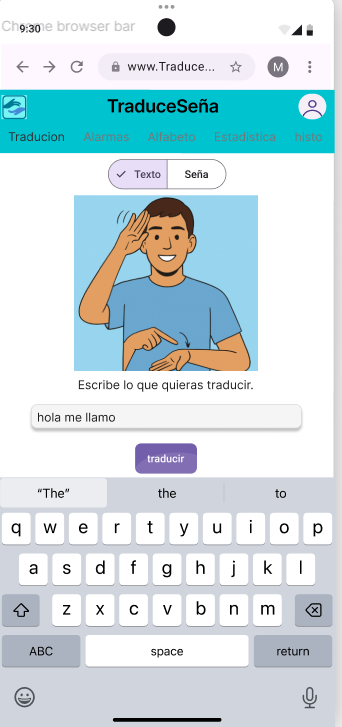 Chrome browser bar
9:30
www.Traduce...
M
TraduceSeña
Traducion Alarmas Alfabeto Estadistica histo
Texto Seña
Escribe lo que quieras traducir.
hola me llamo
traducir
“The” the to
q w e r t y u i o p
a s d f g h j k l
z x c v b n m
ABC space return